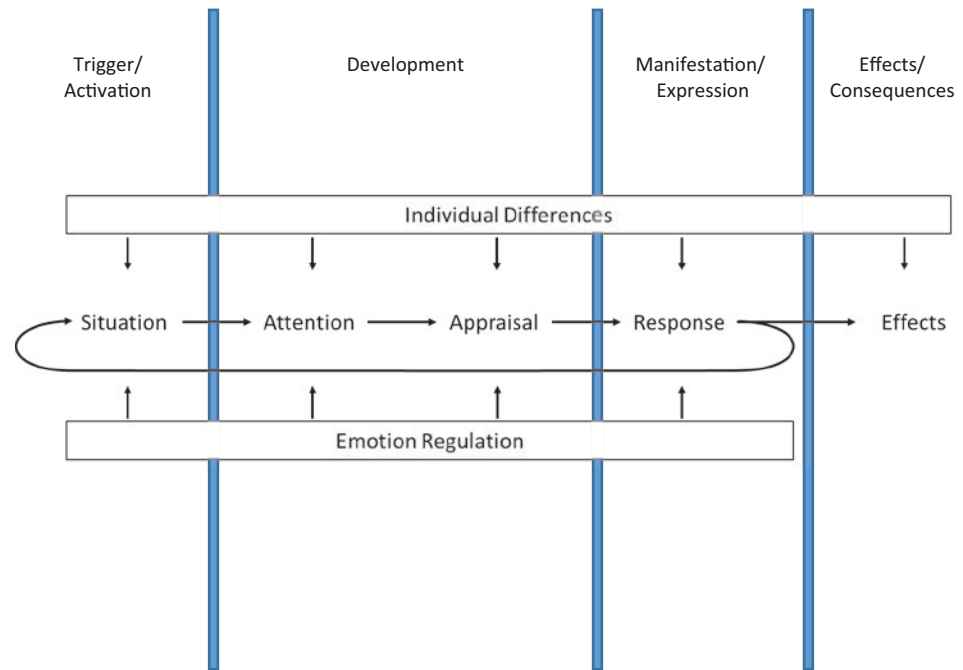 Trigger/
Activation
Development
Manifestation/
Expression
Effects/
Consequences
Individual Differences
Situation
Attention
Appraisal
Response
Effects
Emotion Regulation